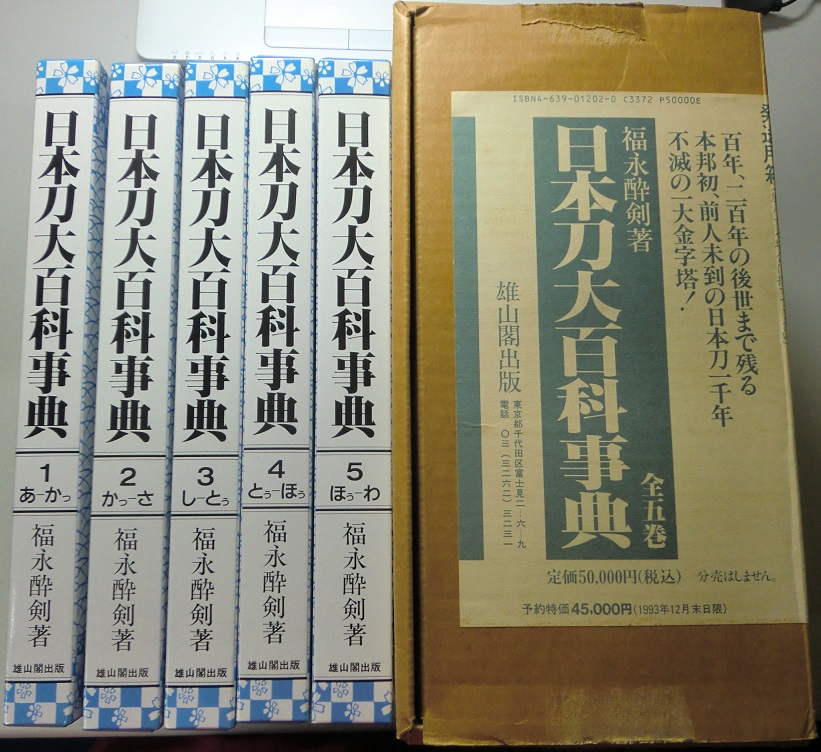 日本刀大百科事典
1
あーかっ
福永酔剣著
雄山閣出版
日本刀大百科事典
2
かっーさ
福永酔剣著
雄山閣出版
日本刀大百科事典
3
しーとぅ
福永酔剣著
雄山閣出版
日本刀大百科事典
4
とぅーほぅ
福永酔剣著
雄山閣出版
日本刀大百科事典
5
ほぅーわ
福永酔剣著
雄山閣出版
ISBN4-639-01202-0 C3372 P50000E
百年、二百年の後世まで残る
本邦初、前人未到の日本刀一千年
不滅の一大金字塔!
福永酔剣著
日本刀大百科事典
全五巻
雄山閣出版
東京都千代田区富士見二ー六ー九
電話 〇三(三二六二)三二三一
定価50,000円(税込) 分売はしません。
予約特価45,000円(1993年12月末日限)